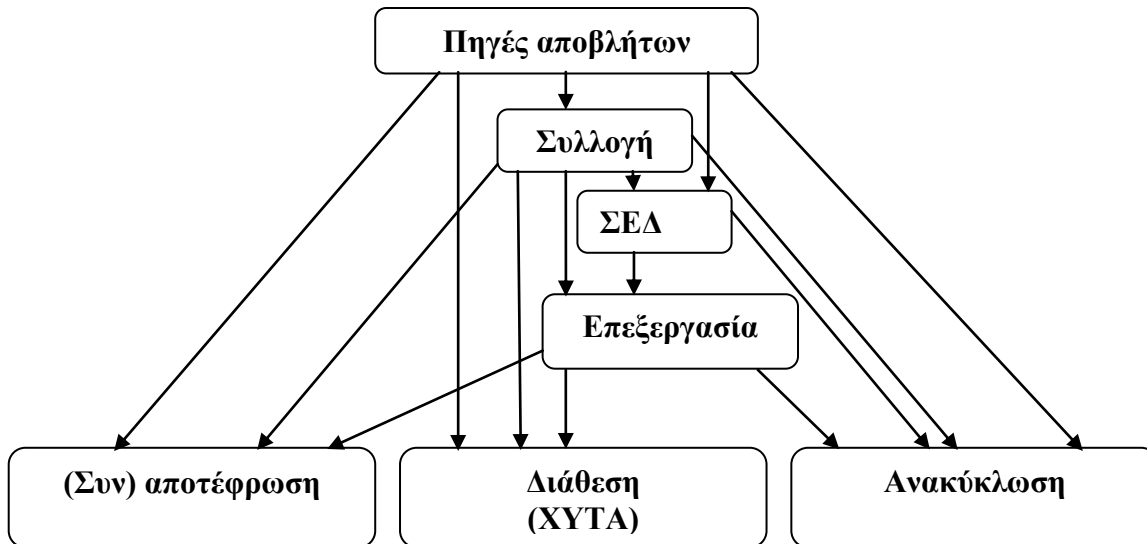 Πηγές αποβλήτων
Συλλογή
ΣΕΔ
Επεξεργασία
(Συν) αποτέφρωση
Διάθεση
(ΧΥΤΑ)
Ανακύκλωση